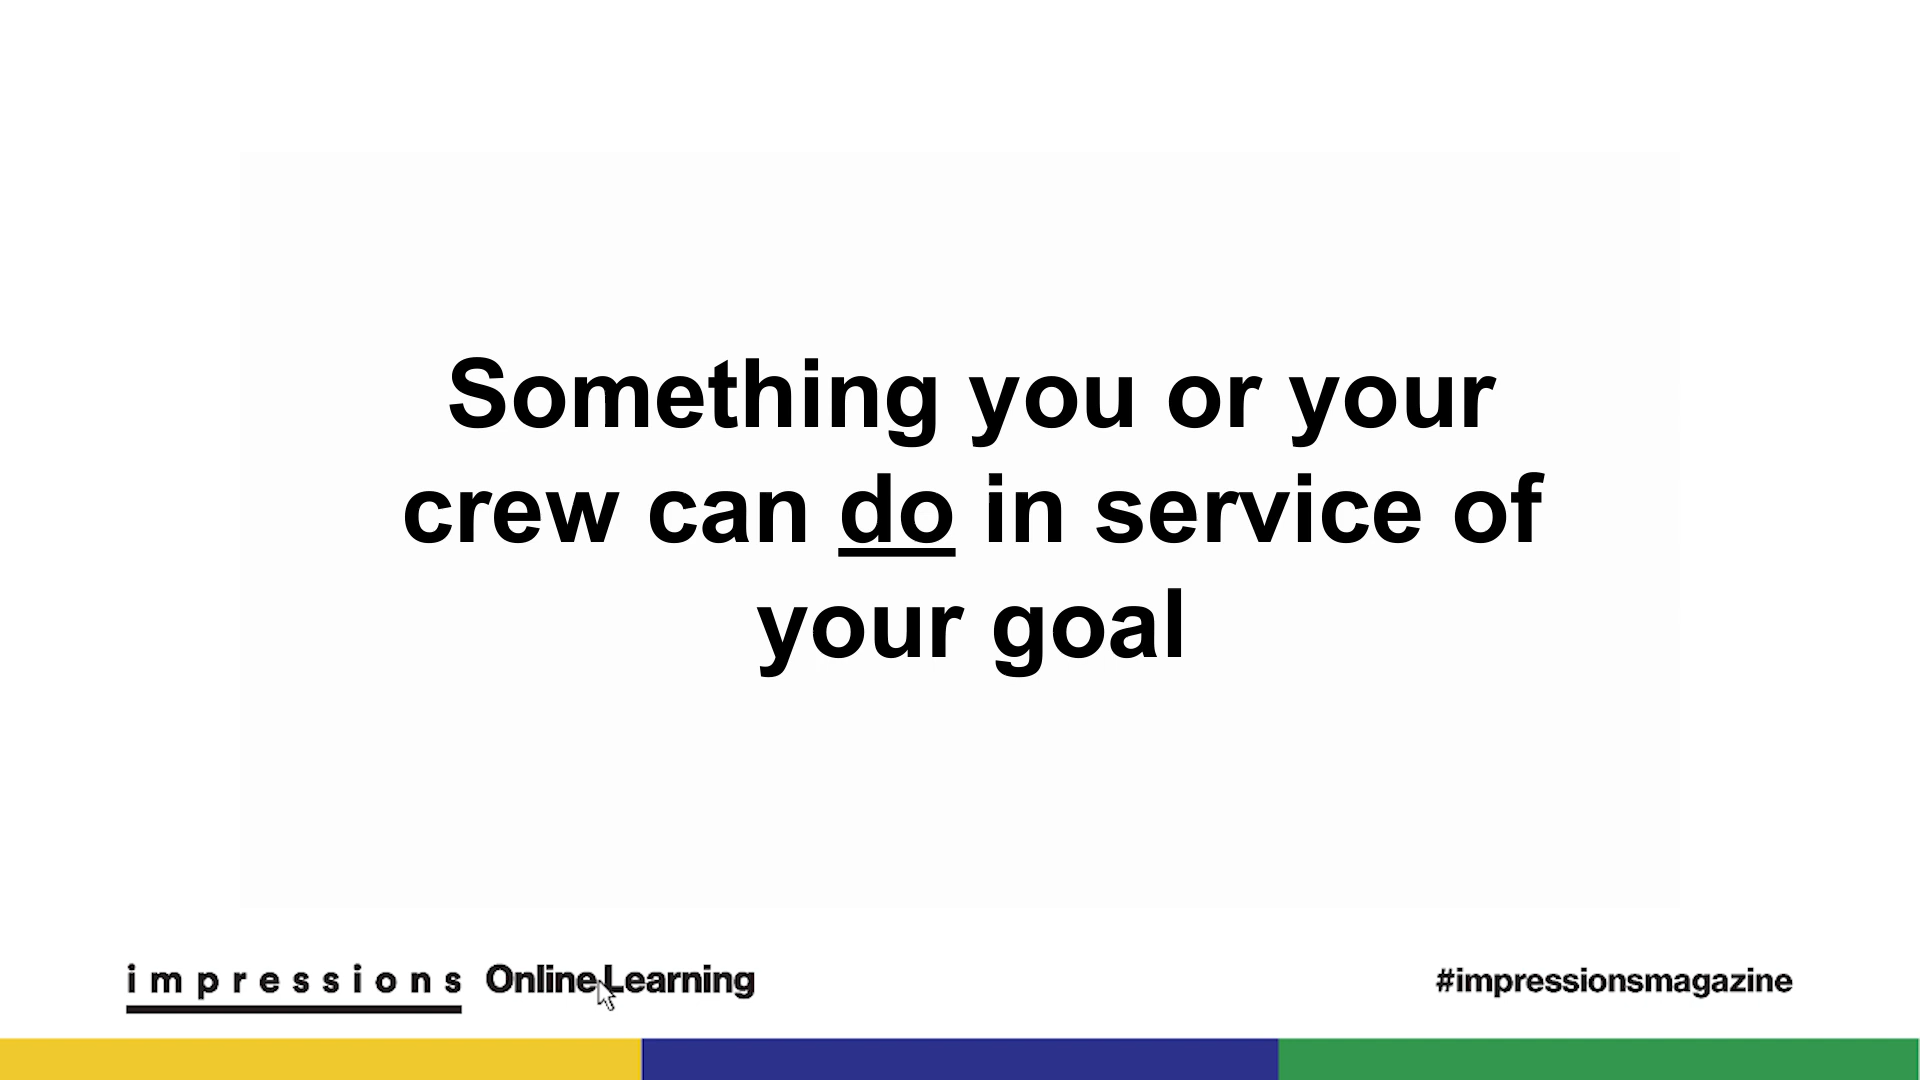 Something you or your
crew can do in service of
your goal
impressions Online Learning
#impressionsmagazine